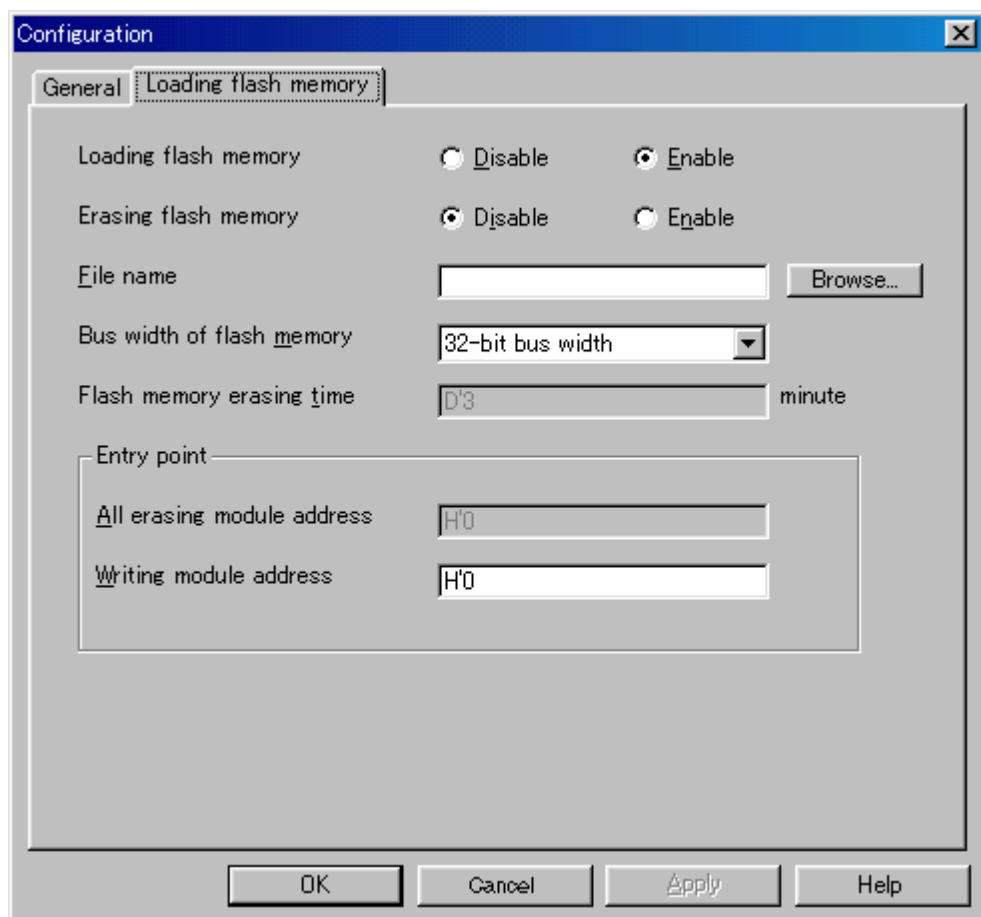 Configuration
General Loading flash memory
Loading flash memory Disable Enable
Erasing flash memory Disable Enable
File name Browse...
Bus width of flash memory 32-bit bus width
Flash memory erasing time D'3 minute
Entry point
All erasing module address H'0
Writing module address H'0
OK Cancel Apply Help